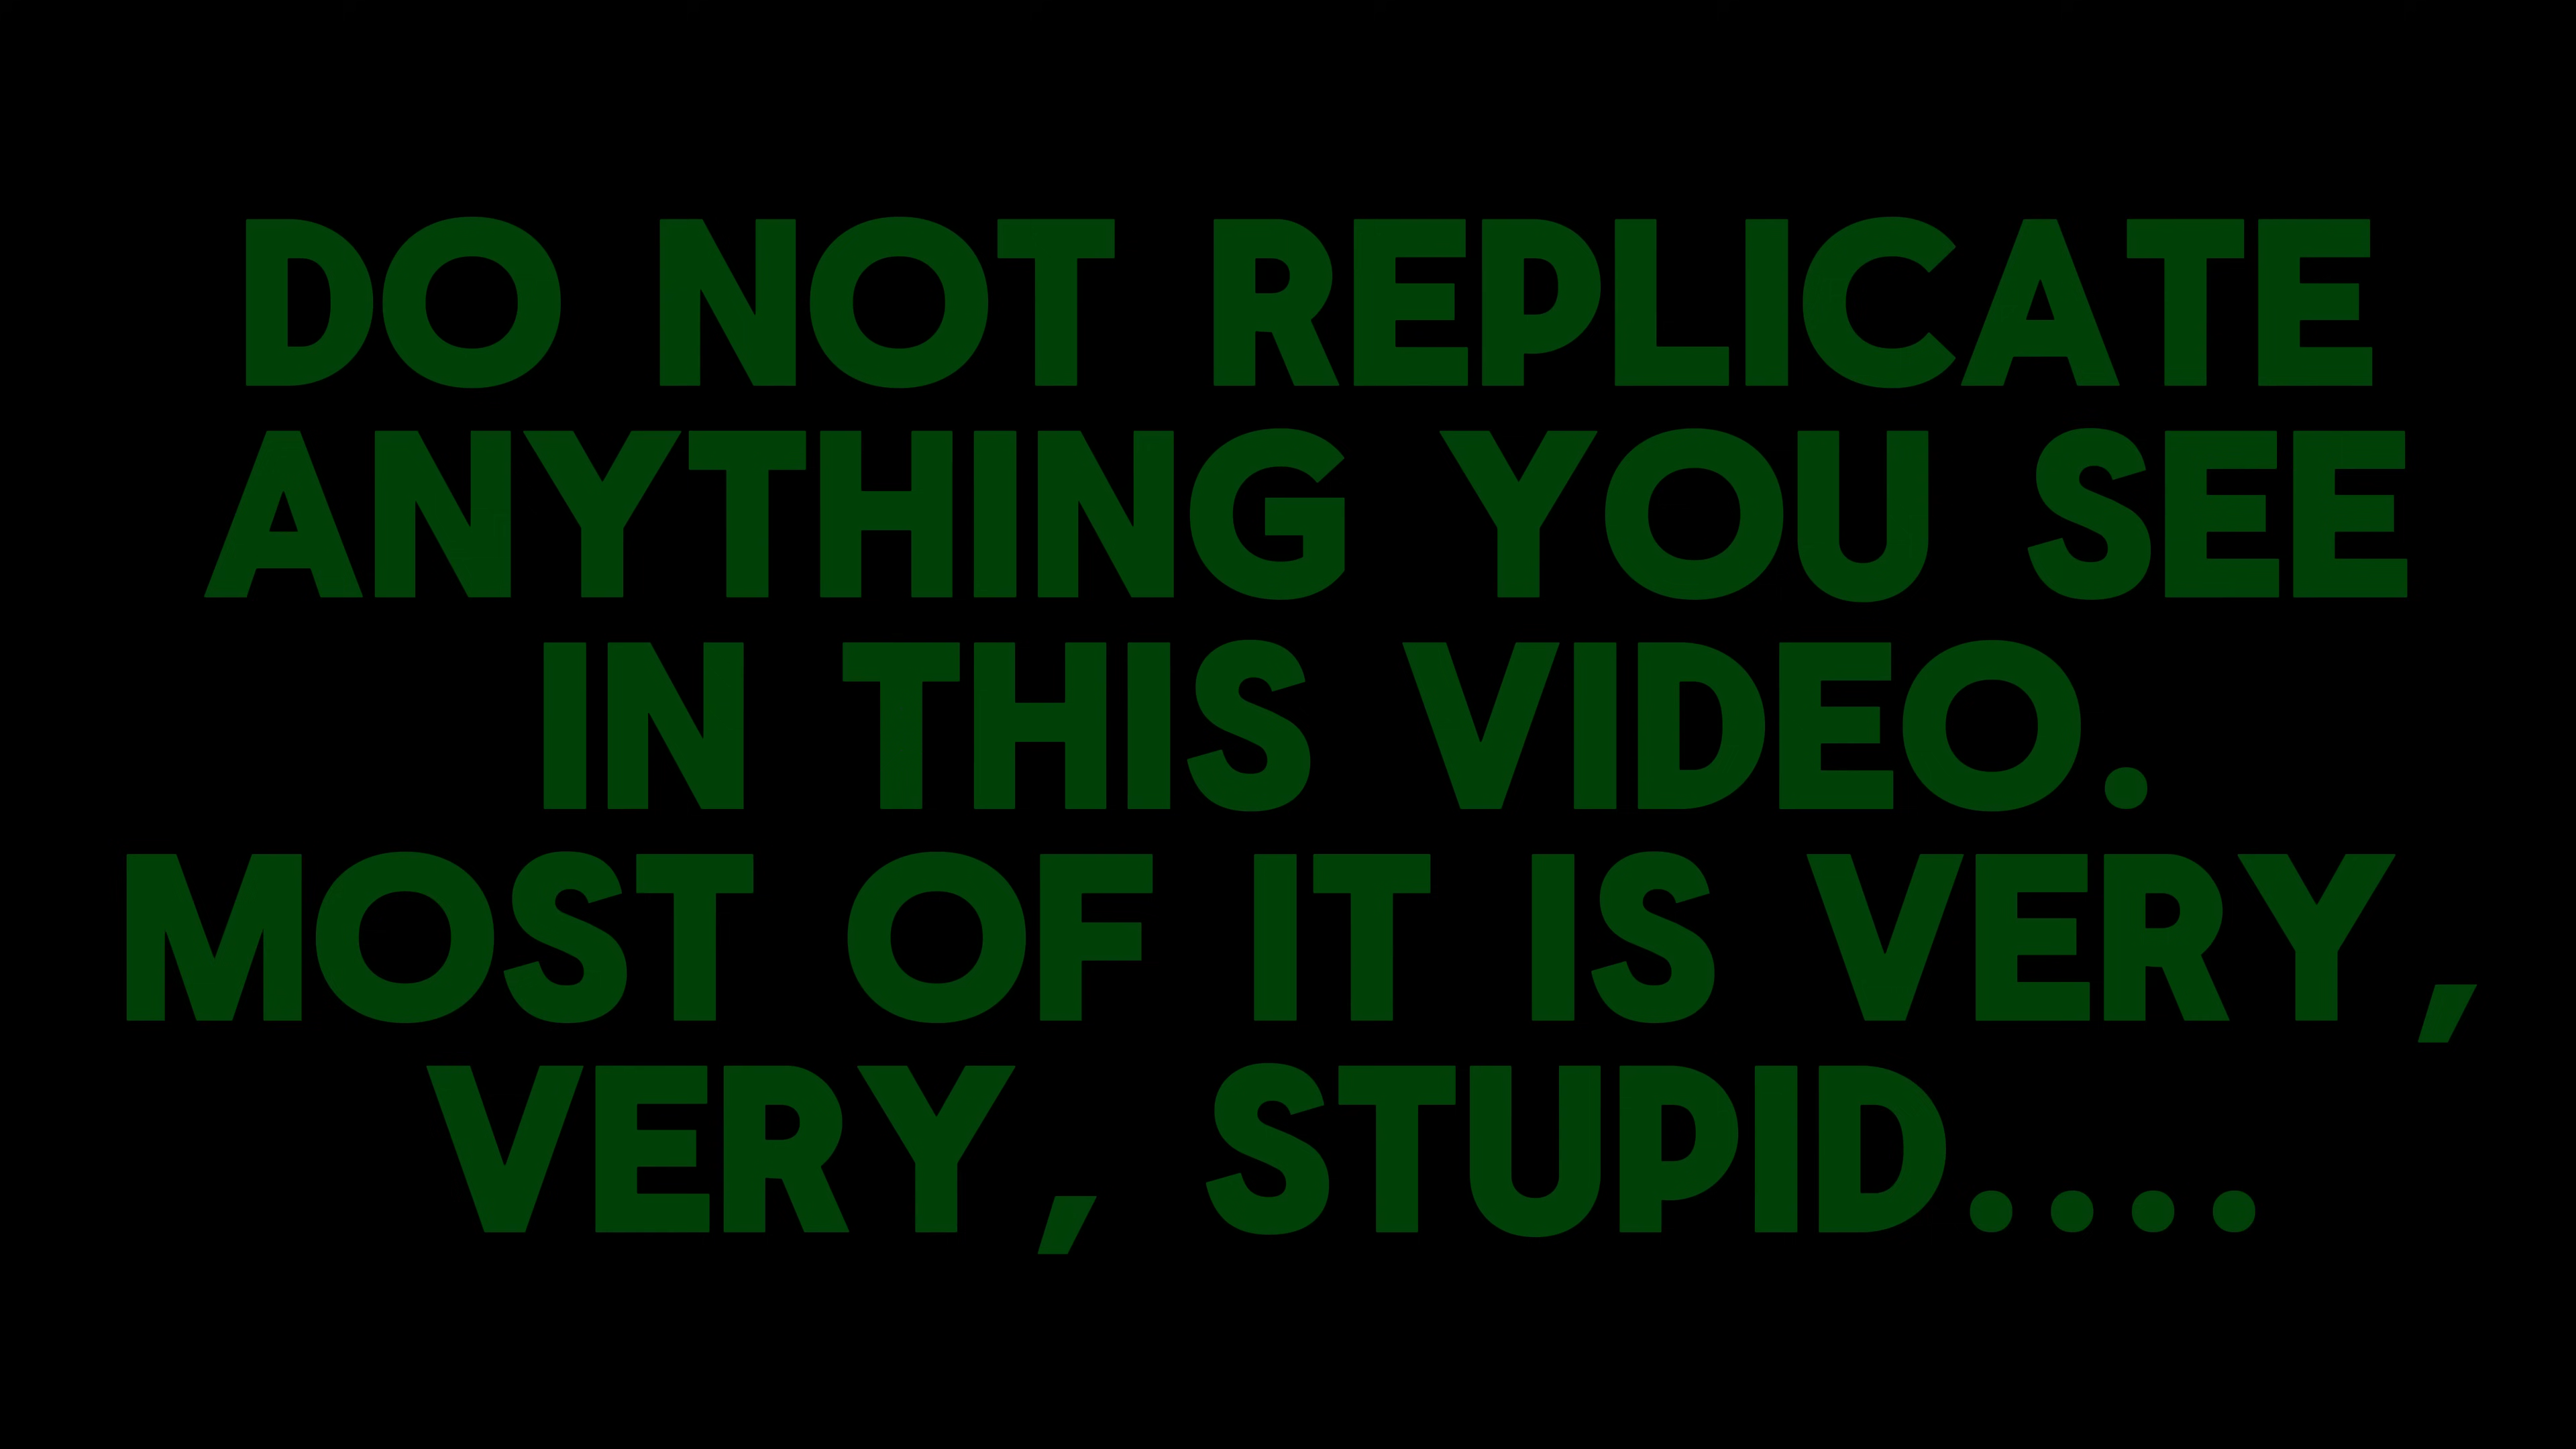 DO NOT REPLICATE
ANYTHING YOU SEE
IN THIS VIDEO.
MOST OF IT IS VERY,
VERY, STUPID....